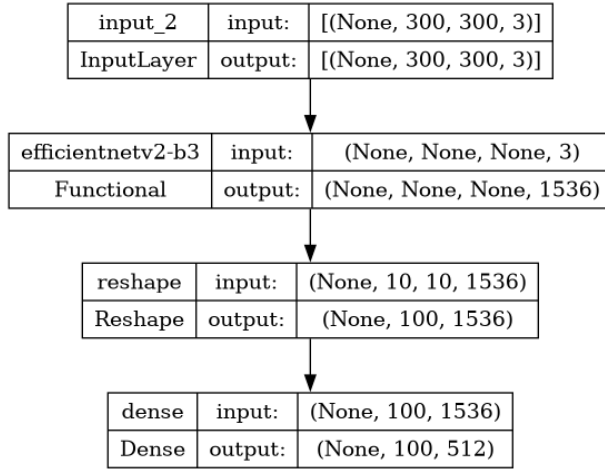 input_2 input: [(None, 300, 300, 3)]
InputLayer output: [(None, 300, 300, 3)]
efficientnetv2-b3 input: (None, None, None, 3)
Functional output: (None, None, None, 1536)
reshape input: (None, 10, 10, 1536)
Reshape output: (None, 100, 1536)
dense input: (None, 100, 1536)
Dense output: (None, 100, 512)